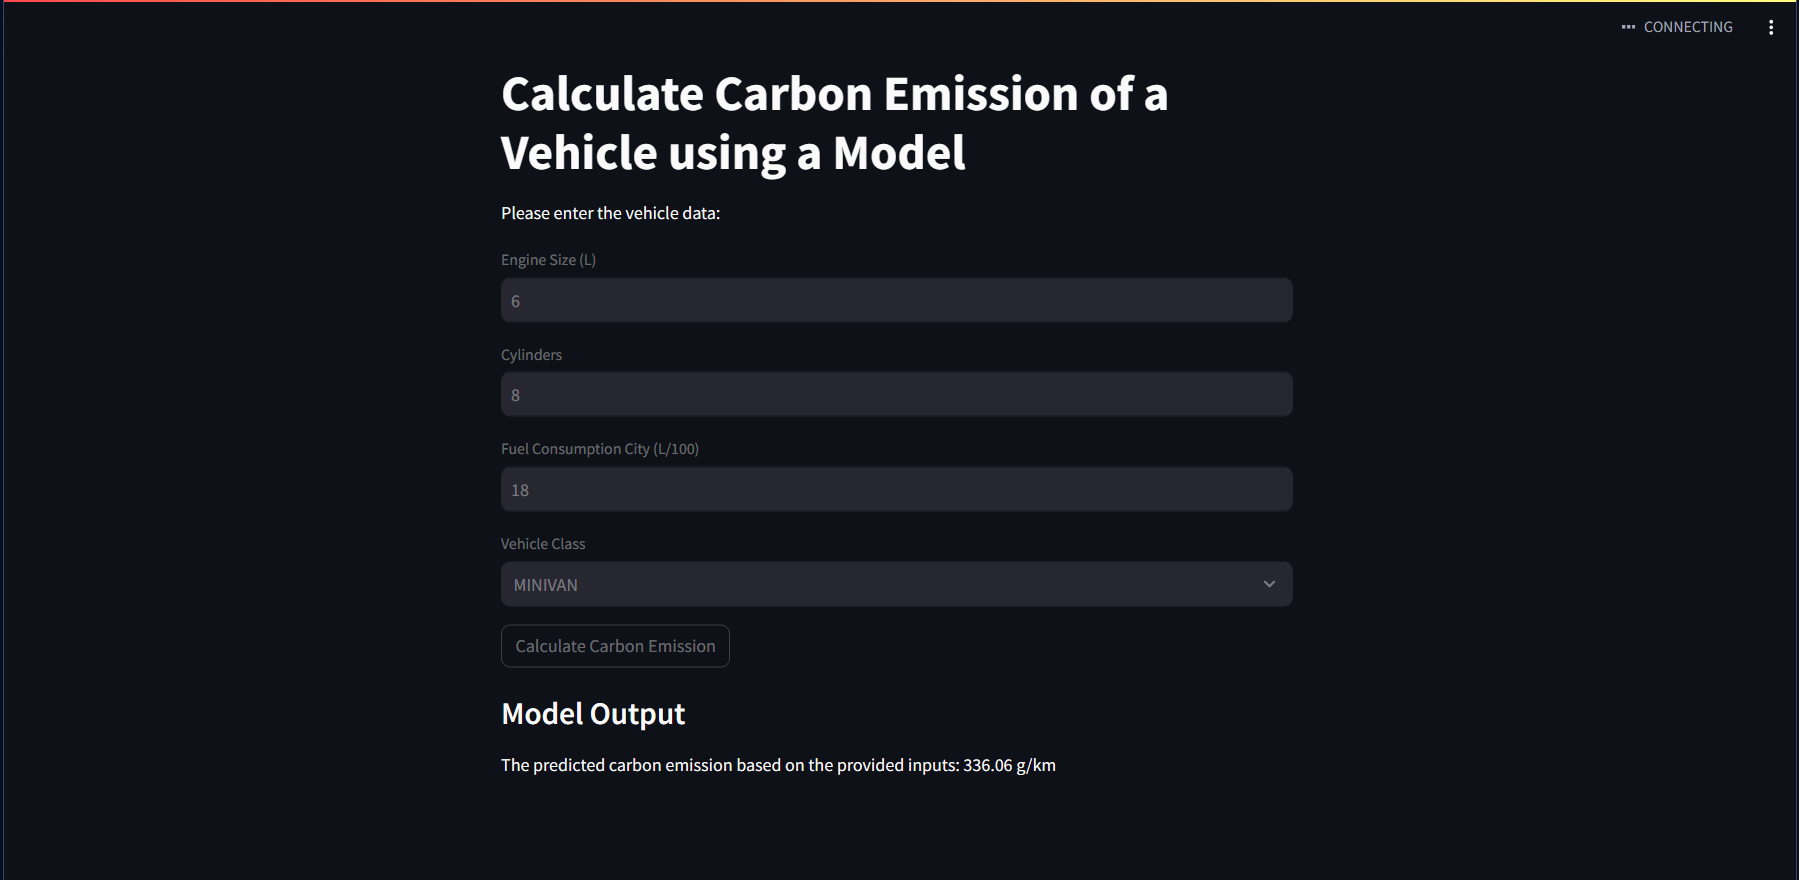 CONNECTING
Calculate Carbon Emission of a
Vehicle using a Model
Please enter the vehicle data:
Engine Size (L)
6
Cylinders
8
Fuel Consumption City (L/100)
18
Vehicle Class
MINIVAN
Calculate Carbon Emission
Model Output
The predicted carbon emission based on the provided inputs: 336.06 g/km